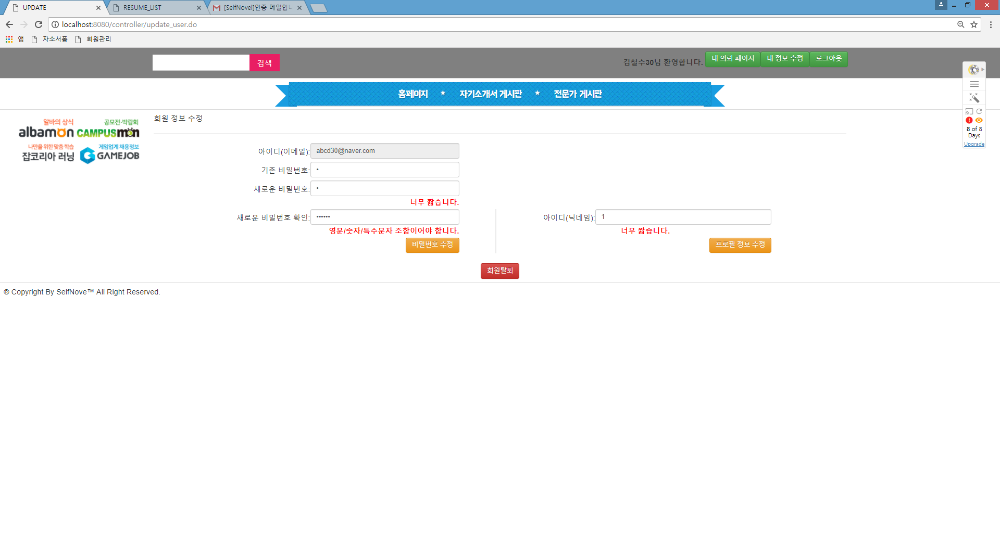 UPDATE
RESUME_LIST
[SelfNovel]인증 메일입니
localhost:8080/controller/update_user.do
앱 자소서폼 회원관리
검색
김철수30님 환영합니다. 내 의뢰 페이지 내 정보 수정 로그아웃
홈페이지 ★ 자기소개서 게시판 ★ 전문가 게시판
8 of 8
Days
Upgrade
알바의 상식
albamon
공모전·박람회
CAMPUSmon
나만을 위한 맞춤 학습
잡코리아 러닝
게임업계 채용정보
GAMEJOB
회원 정보 수정
아이디(이메일): abcd30@naver.com
기존 비밀번호: •
새로운 비밀번호: •
너무 짧습니다.
새로운 비밀번호 확인: ••••••
영문/숫자/특수문자 조합이어야 합니다.
비밀번호 수정
아이디(닉네임): 1
너무 짧습니다.
프로필 정보 수정
회원탈퇴
® Copyright By SelfNove™ All Right Reserved.